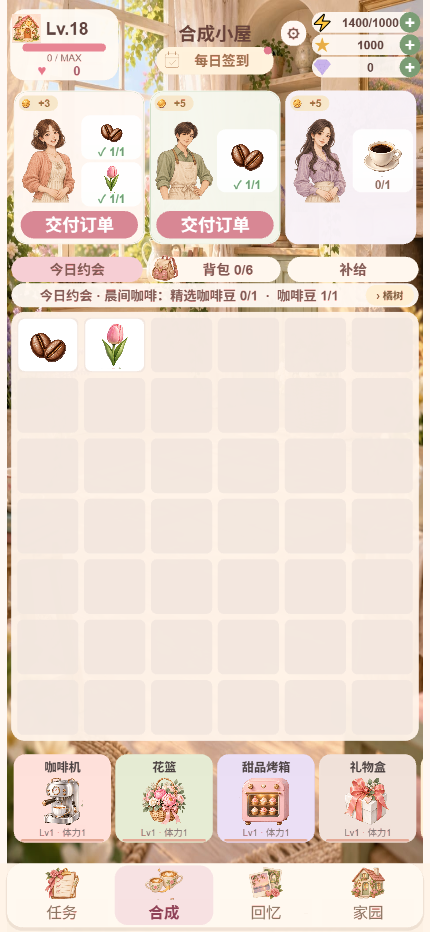 Lv.18
0 / MAX
0
合成小屋
每日签到
1400/1000
1000
0
+3
1/1
1/1
交付订单
+5
1/1
交付订单
+5
0/1
今日约会
背包 0/6
补给
今日约会 · 晨间咖啡：精选咖啡豆 0/1 · 咖啡豆 1/1
› 橘树
咖啡机
Lv1 · 体力1
花篮
Lv1 · 体力1
甜品烤箱
Lv1 · 体力1
礼物盒
Lv1 · 体力1
任务
合成
回忆
家园